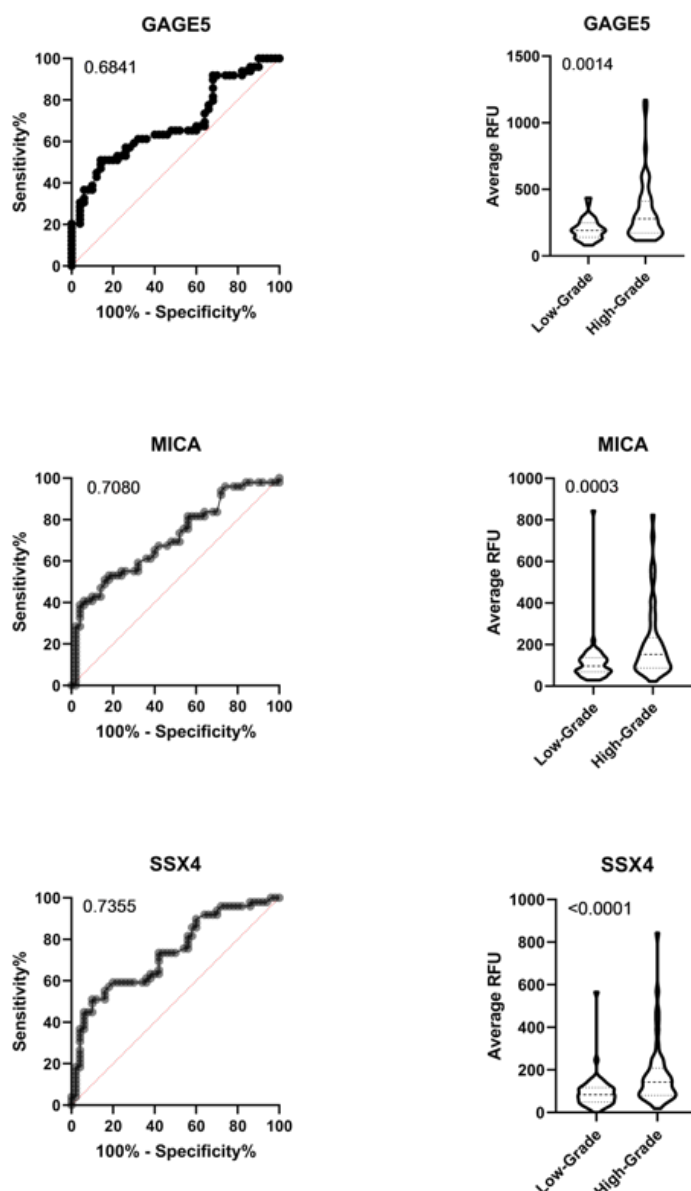 GAGE5
0.6841
100
80
60
40
20
0
Sensitivity%
0 20 40 60 80 100
100% - Specificity%
GAGE5
0.0014
1500
1000
500
0
Average RFU
Low-Grade
High-Grade
MICA
0.7080
100
80
60
40
20
0
Sensitivity%
0 20 40 60 80 100
100% - Specificity%
MICA
0.0003
1000
800
600
400
200
0
Average RFU
Low-Grade
High-Grade
SSX4
0.7355
100
80
60
40
20
0
Sensitivity%
0 20 40 60 80 100
100% - Specificity%
SSX4
<0.0001
1000
800
600
400
200
0
Average RFU
Low-Grade
High-Grade